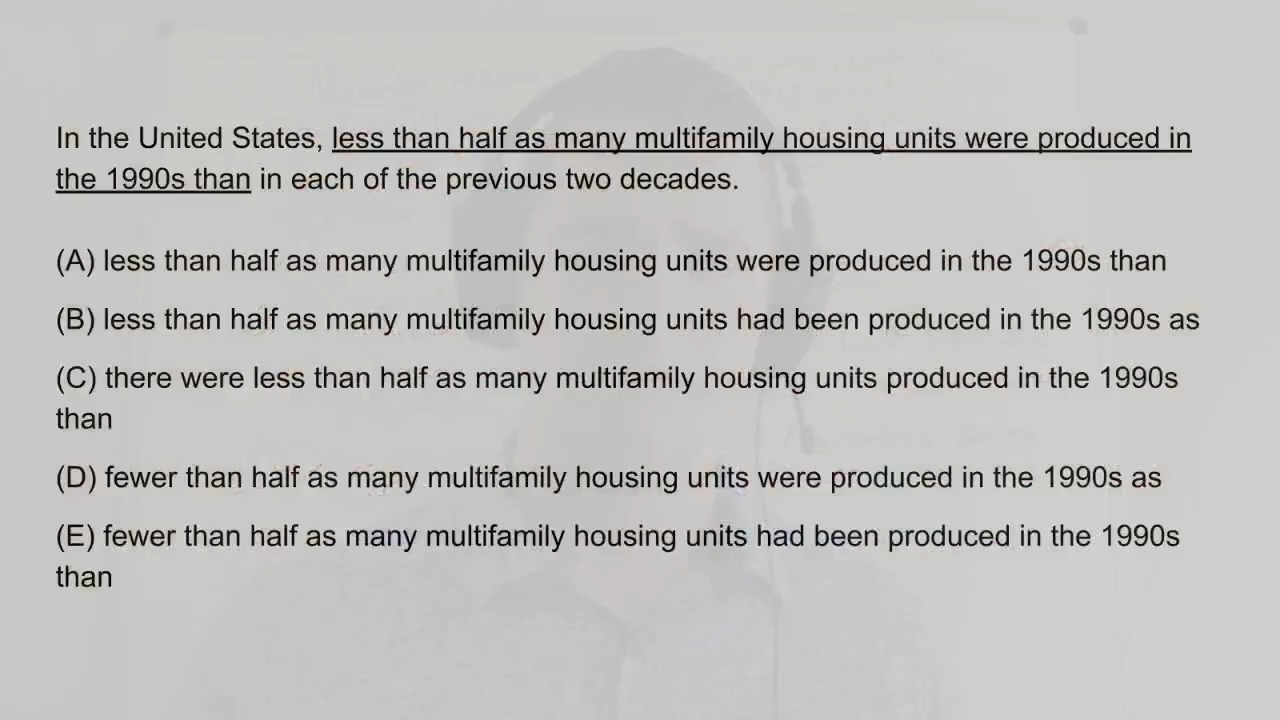 In the United States, less than half as many multifamily housing units were produced in
the 1990s than in each of the previous two decades.
(A) less than half as many multifamily housing units were produced in the 1990s than
(B) less than half as many multifamily housing units had been produced in the 1990s as
(C) there were less than half as many multifamily housing units produced in the 1990s
than
(D) fewer than half as many multifamily housing units were produced in the 1990s as
(E) fewer than half as many multifamily housing units had been produced in the 1990s
than